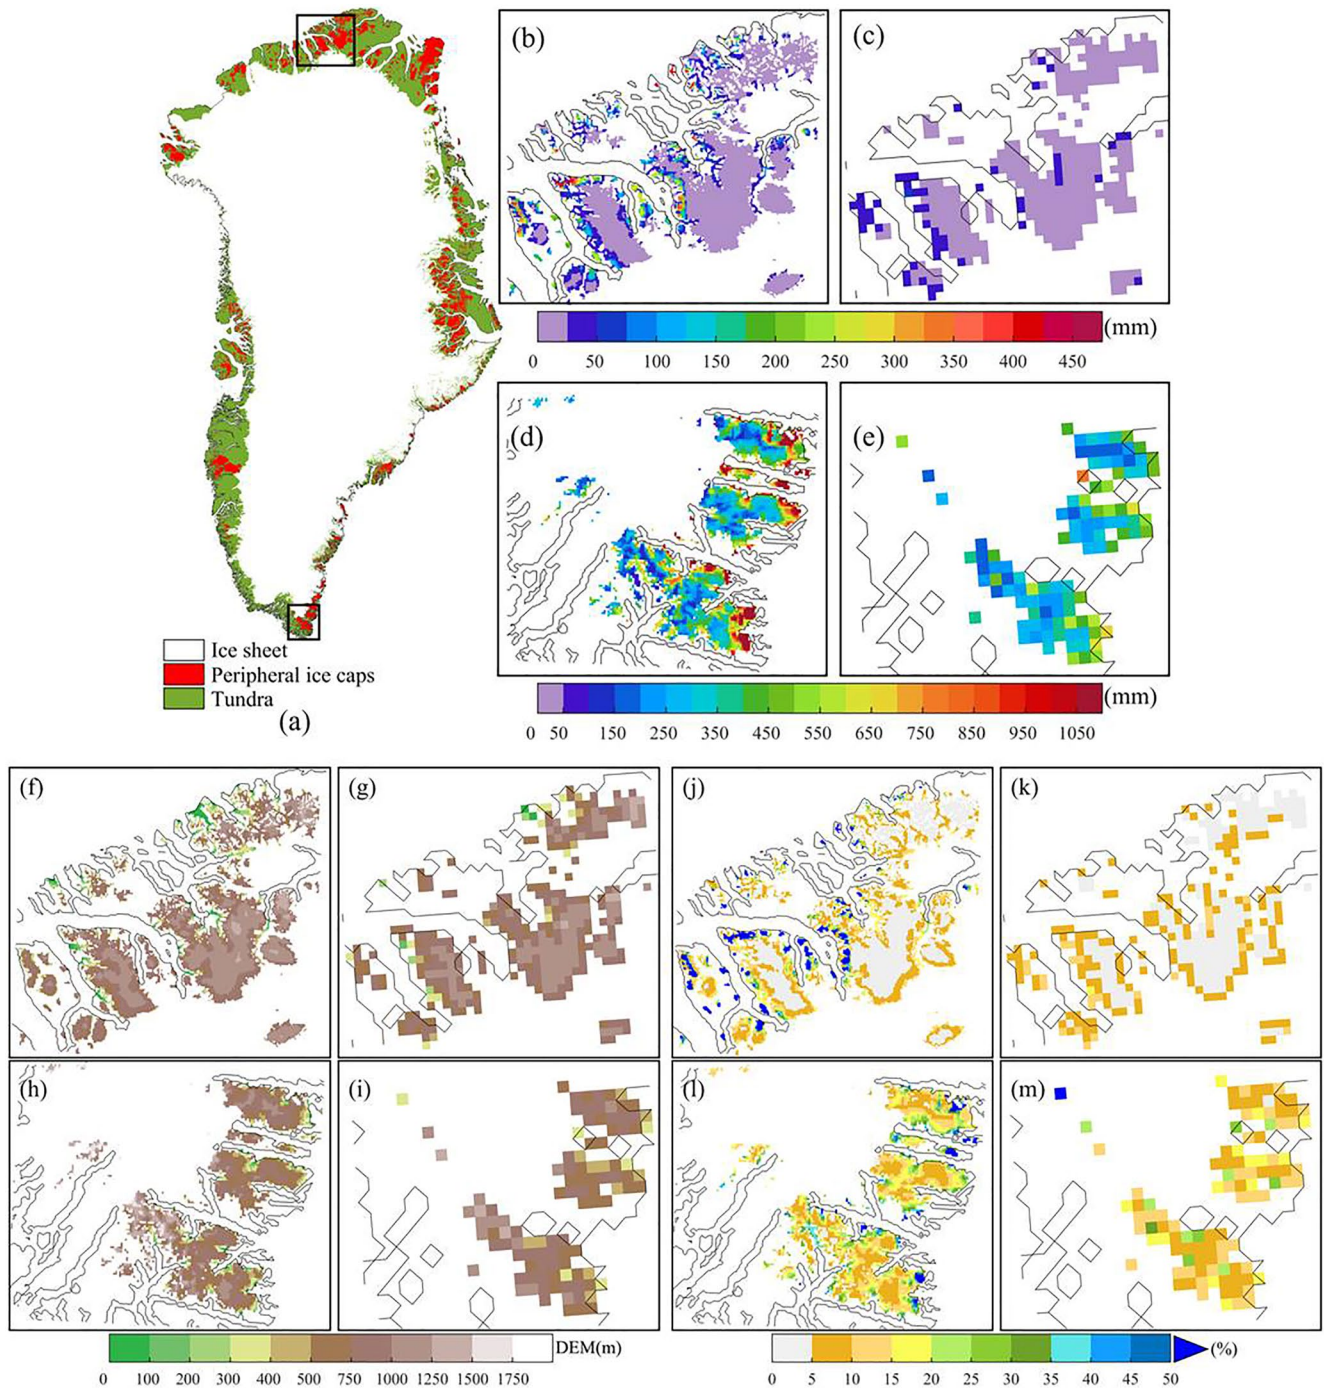 (b)
(c)
(mm)
0 50 100 150 200 250 300 350 400 450
(d)
(e)
Ice sheet
Peripheral ice caps
Tundra
(a)
(mm)
0 50 150 250 350 450 550 650 750 850 950 1050
(f)
(g)
(j)
(k)
(h)
(i)
(l)
(m)
DEM(m)
0 100 200 300 400 500 750 1000 1250 1500 1750
(%)
0 5 10 15 20 25 30 35 40 45 50